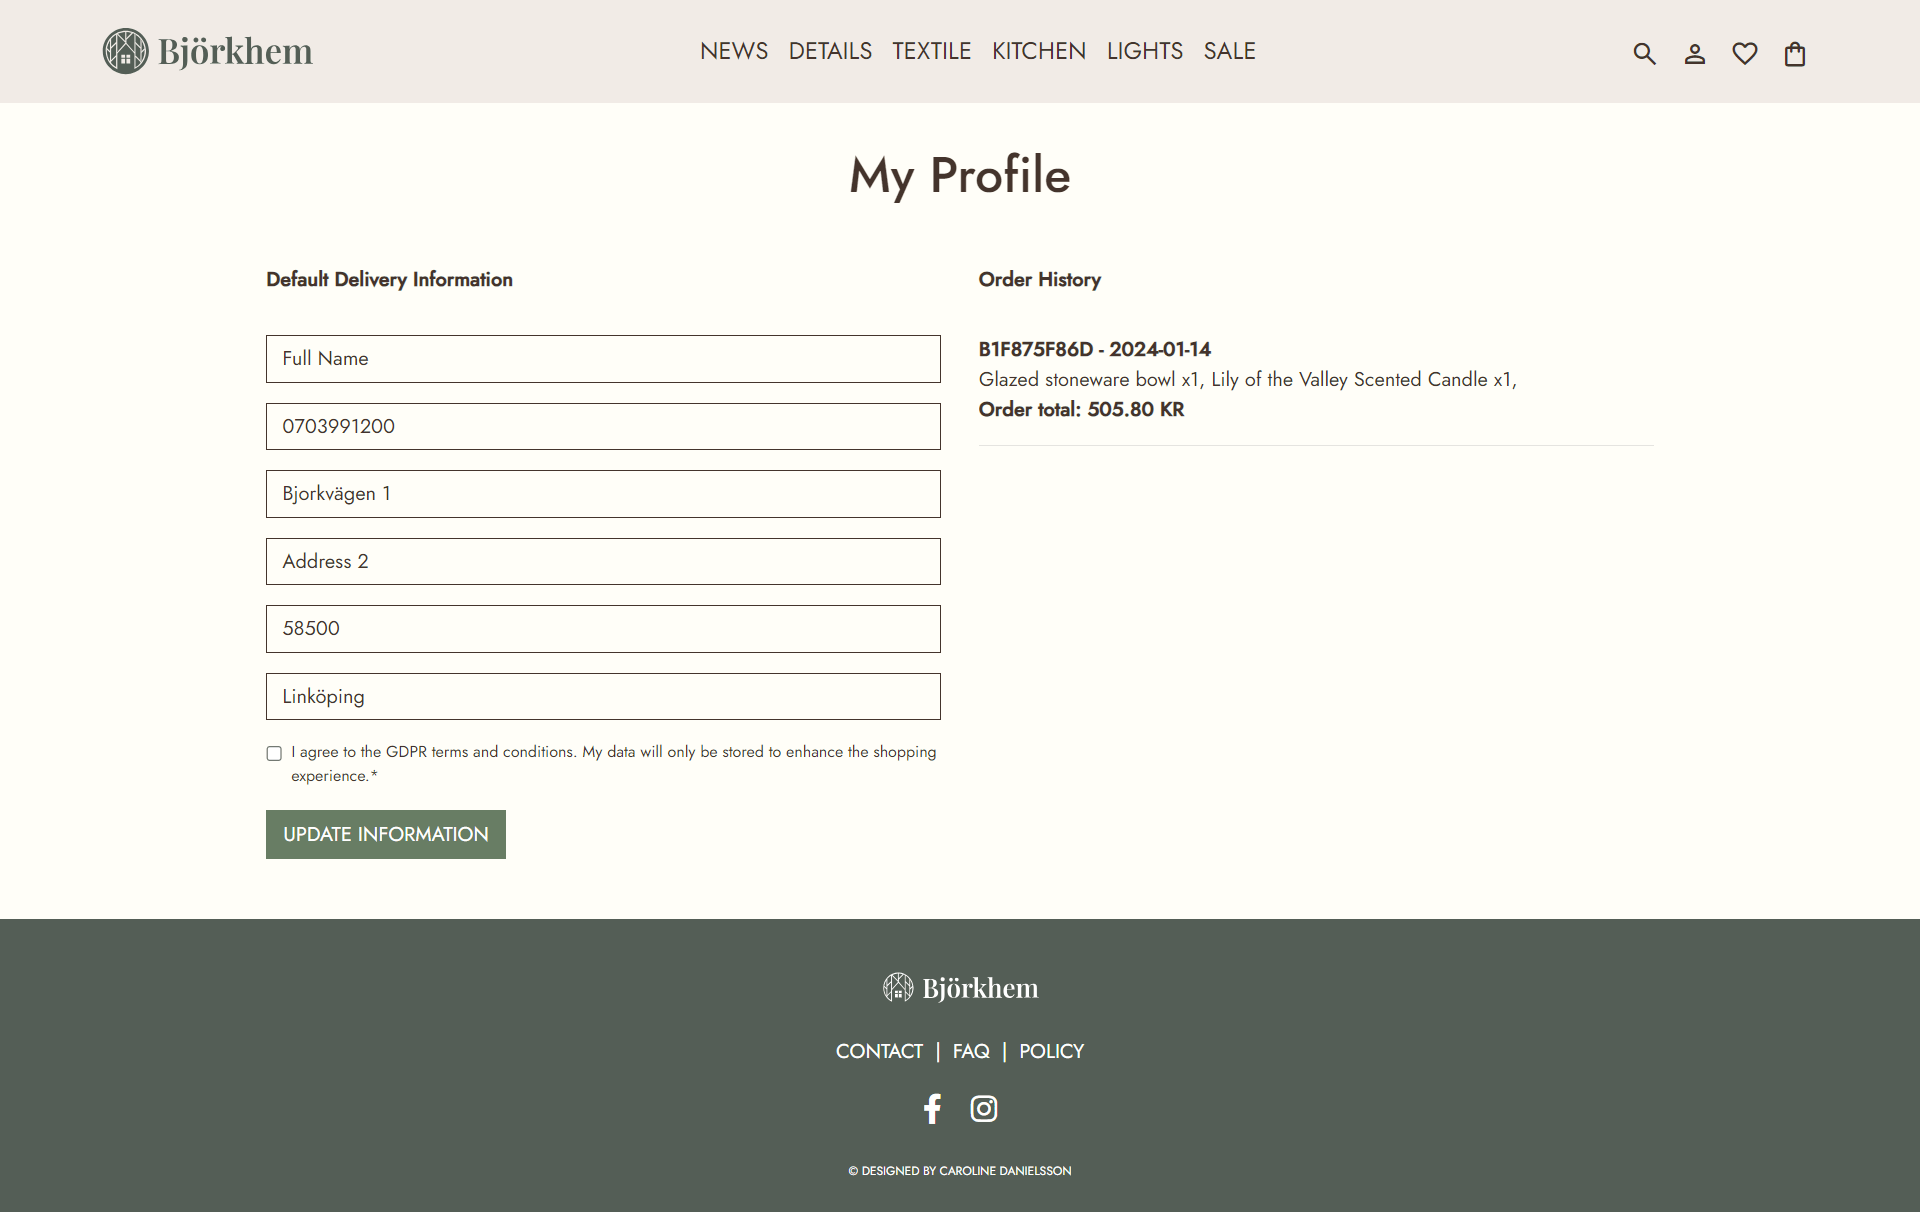 Björkhem
NEWS DETAILS TEXTILE KITCHEN LIGHTS SALE
My Profile
Default Delivery Information
Full Name
0703991200
Bjorkvägen 1
Address 2
58500
Linköping
I agree to the GDPR terms and conditions. My data will only be stored to enhance the shopping
experience.*
UPDATE INFORMATION
Order History
B1F875F86D - 2024-01-14
Glazed stoneware bowl x1, Lily of the Valley Scented Candle x1,
Order total: 505.80 KR
Björkhem
CONTACT | FAQ | POLICY
© DESIGNED BY CAROLINE DANIELSSON